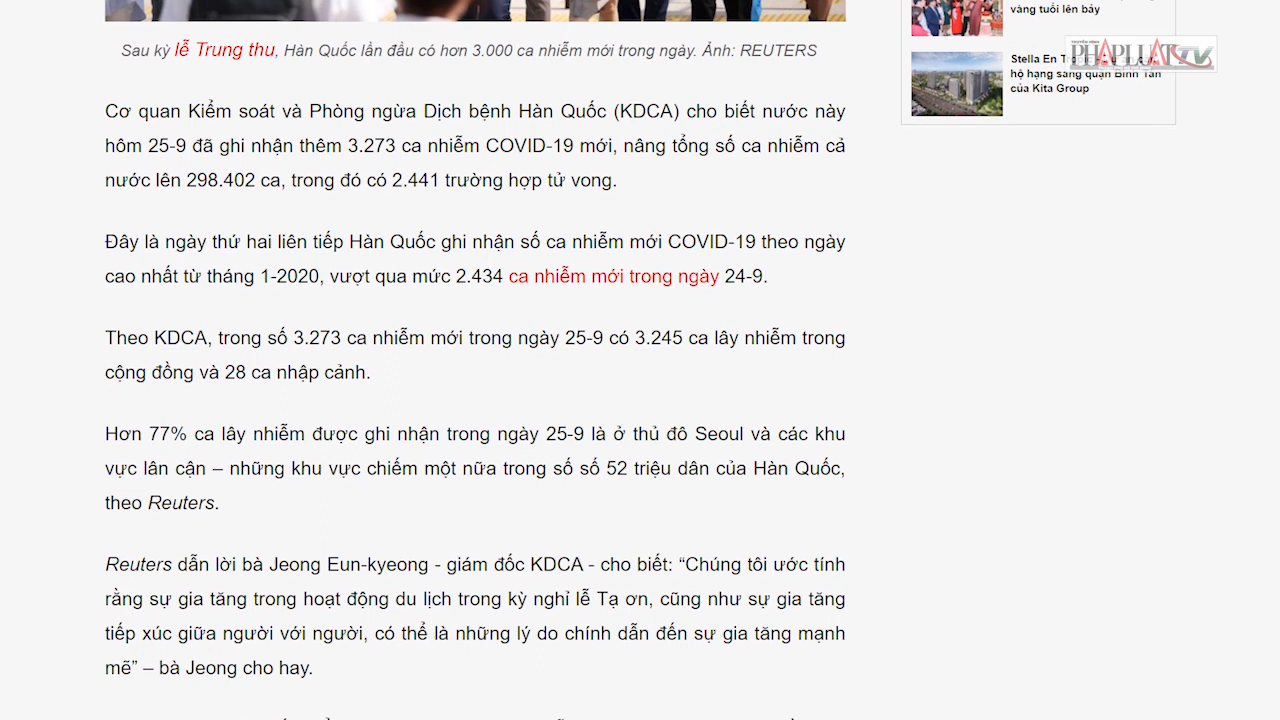 Sau kỳ lễ Trung thu, Hàn Quốc lần đầu có hơn 3.000 ca nhiễm mới trong ngày. Ảnh: REUTERS
Cơ quan Kiểm soát và Phòng ngừa Dịch bệnh Hàn Quốc (KDCA) cho biết nước này
hôm 25-9 đã ghi nhận thêm 3.273 ca nhiễm COVID-19 mới, nâng tổng số ca nhiễm cả
nước lên 298.402 ca, trong đó có 2.441 trường hợp tử vong.
Đây là ngày thứ hai liên tiếp Hàn Quốc ghi nhận số ca nhiễm mới COVID-19 theo ngày
cao nhất từ tháng 1-2020, vượt qua mức 2.434 ca nhiễm mới trong ngày 24-9.
Theo KDCA, trong số 3.273 ca nhiễm mới trong ngày 25-9 có 3.245 ca lây nhiễm trong
cộng đồng và 28 ca nhập cảnh.
Hơn 77% ca lây nhiễm được ghi nhận trong ngày 25-9 là ở thủ đô Seoul và các khu
vực lân cận – những khu vực chiếm một nữa trong số số 52 triệu dân của Hàn Quốc,
theo Reuters.
Reuters dẫn lời bà Jeong Eun-kyeong - giám đốc KDCA - cho biết: “Chúng tôi ước tính
rằng sự gia tăng trong hoạt động du lịch trong kỳ nghỉ lễ Tạ ơn, cũng như sự gia tăng
tiếp xúc giữa người với người, có thể là những lý do chính dẫn đến sự gia tăng mạnh
mẽ” – bà Jeong cho hay.
vàng tuổi lên bảy
Stella En
hộ hạng sang quận Bình Tân
của Kita Group
PHÁPLUẬT TV